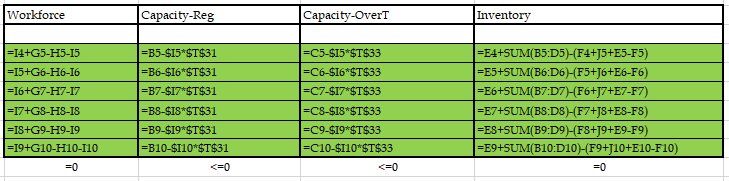 Workforce Capacity-Reg Capacity-OverT Inventory
=I4+G5-H5-I5 =B5-$I5*$T$31 =C5-$I5*$T$33 =E4+SUM(B5:D5)-(F4+J5+E5-F5)
=I5+G6-H6-I6 =B6-$I6*$T$31 =C6-$I6*$T$33 =E5+SUM(B6:D6)-(F5+J6+E6-F6)
=I6+G7-H7-I7 =B7-$I7*$T$31 =C7-$I7*$T$33 =E6+SUM(B7:D7)-(F6+J7+E7-F7)
=I7+G8-H8-I8 =B8-$I8*$T$31 =C8-$I8*$T$33 =E7+SUM(B8:D8)-(F7+J8+E8-F8)
=I8+G9-H9-I9 =B9-$I9*$T$31 =C9-$I9*$T$33 =E8+SUM(B9:D9)-(F8+J9+E9-F9)
=I9+G10-H10-I10 =B10-$I10*$T$31 =C10-$I10*$T$33 =E9+SUM(B10:D10)-(F9+J10+E10-F10)
=0 <=0 <=0 =0